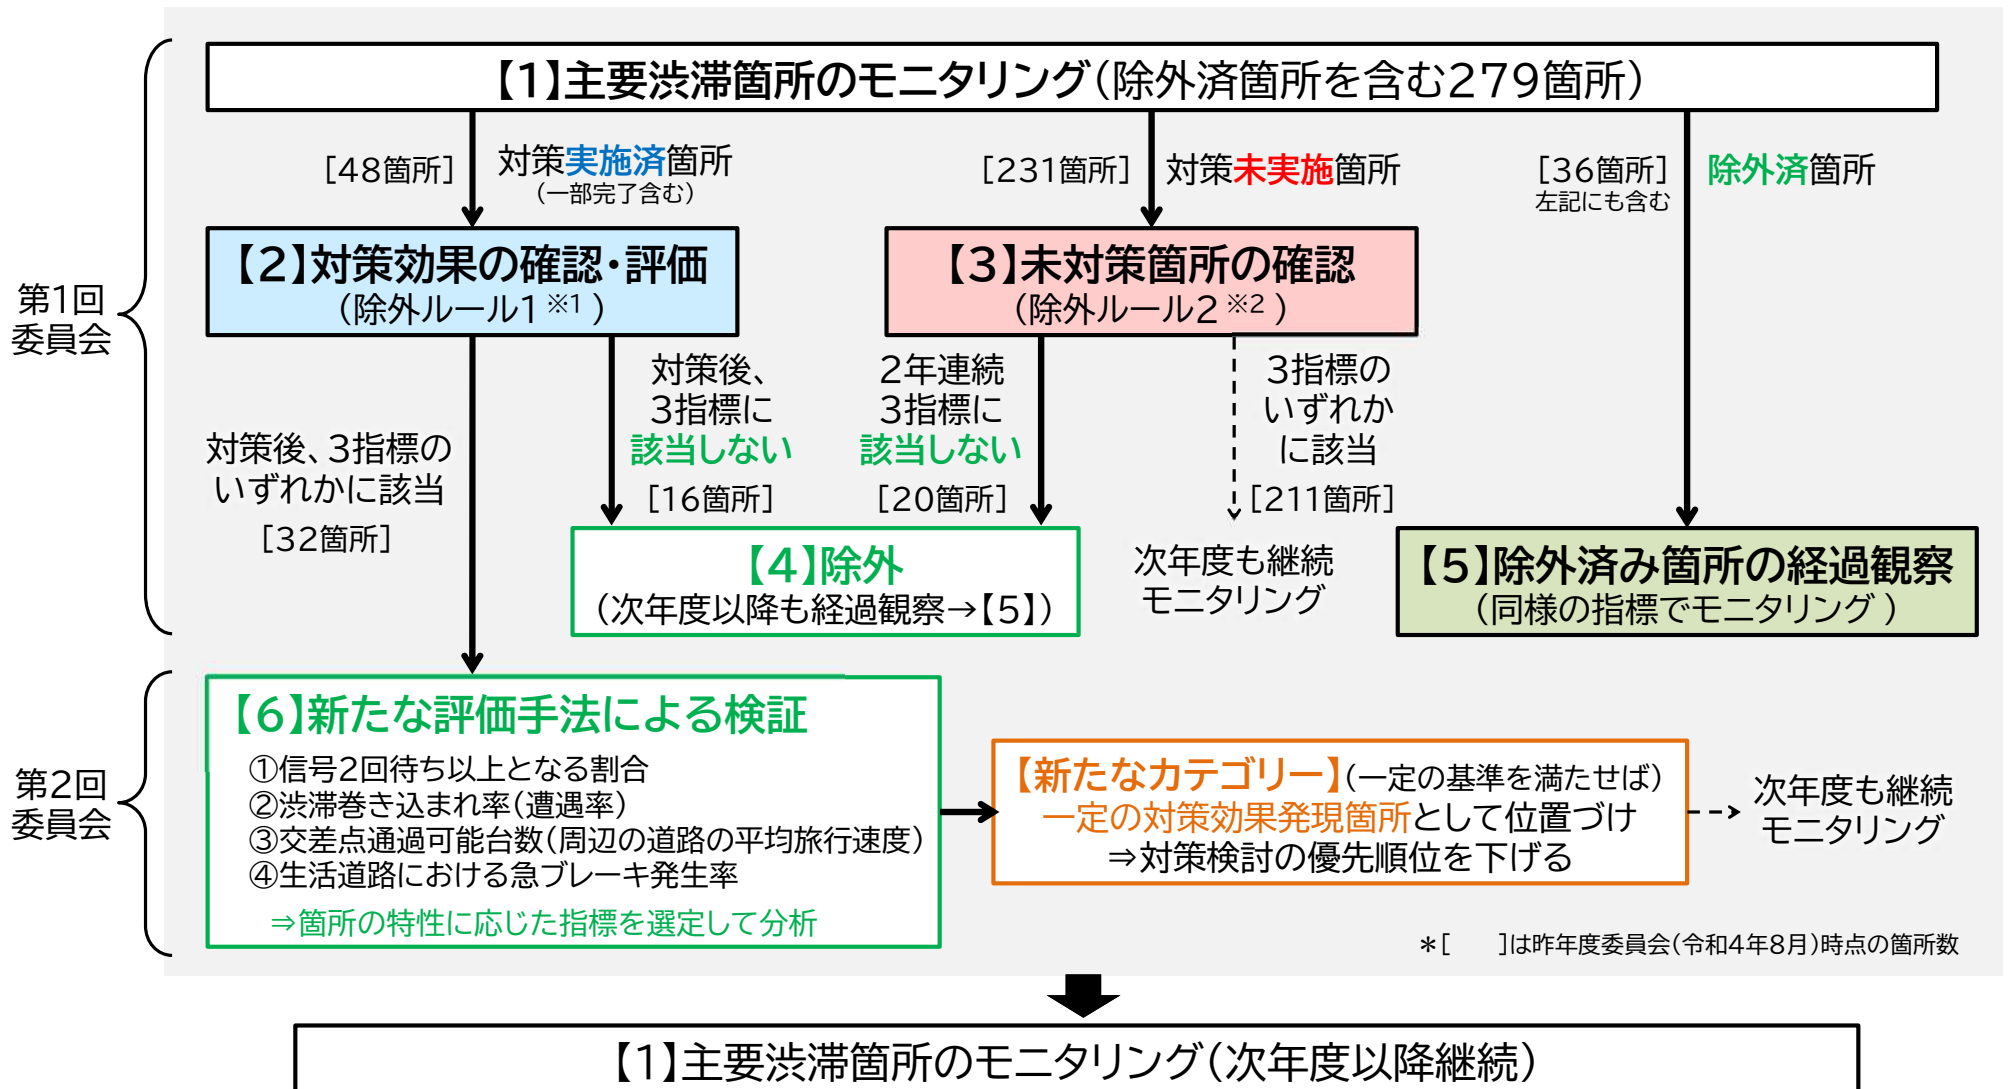 【1】主要渋滞箇所のモニタリング(除外済箇所を含む279箇所)
[48箇所]
対策実施済箇所
(一部完了含む)
[231箇所]
対策未実施箇所
[36箇所]
左記にも含む
除外済箇所
第1回
委員会
【2】対策効果の確認・評価
(除外ルール1※1)
【3】未対策箇所の確認
(除外ルール2※2)
対策後、3指標の
いずれかに該当
[32箇所]
対策後、
3指標に
該当しない
[16箇所]
2年連続
3指標に
該当しない
[20箇所]
3指標の
いずれか
に該当
[211箇所]
【4】除外
(次年度以降も経過観察→【5】)
次年度も継続
モニタリング
【5】除外済み箇所の経過観察
(同様の指標でモニタリング)
第2回
委員会
【6】新たな評価手法による検証
①信号2回待ち以上となる割合
②渋滞巻き込まれ率(遭遇率)
③交差点通過可能台数(周辺の道路の平均旅行速度)
④生活道路における急ブレーキ発生率
⇒箇所の特性に応じた指標を選定して分析
【新たなカテゴリー】(一定の基準を満たせば)
一定の対策効果発現箇所として位置づけ
⇒対策検討の優先順位を下げる
次年度も継続
モニタリング
*[ ]は昨年度委員会(令和4年8月)時点の箇所数
【1】主要渋滞箇所のモニタリング(次年度以降継続)